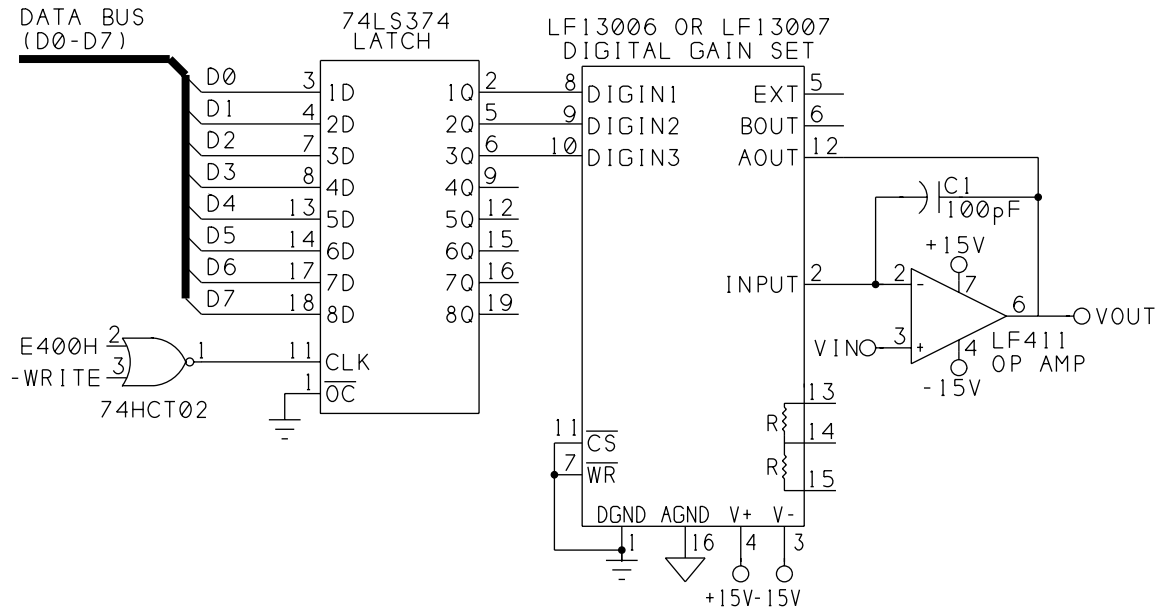 DATA BUS
(D0-D7)
74LS374
LATCH
LF13006 OR LF13007
DIGITAL GAIN SET
D0 3 1D 1Q 2 8 DIGIN1 EXT 5
D1 4 2D 2Q 5 9 DIGIN2 BOUT 6
D2 7 3D 3Q 6 10 DIGIN3 AOUT 12
D3 8 4D 4Q 9
D4 13 5D 5Q 12
D5 14 6D 6Q 15
D6 17 7D 7Q 16
D7 18 8D 8Q 19
C1
100pF
+15V
INPUT 2 2 - 7
6 VOUT
VIN 3 + 4
LF411
OP AMP
-15V
E400H 2
1 11 CLK
-WRITE 3
1 OC
74HCT02
13
R
14
R
15
11 CS
7 WR
DGND AGND V+ V-
1 16 4 3
+15V -15V